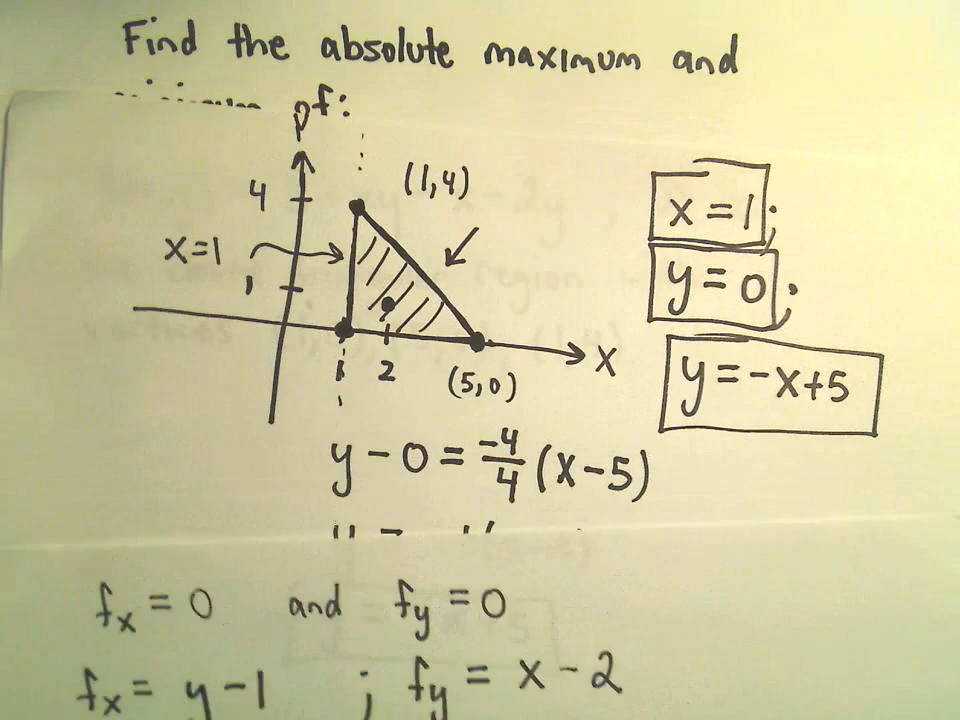 Find the absolute maximum and
of:
4
(1,4)
x=1
1
x
1
2
(5,0)
x=1;
y=0;
y=-x+5
y-0=-4/4(x-5)
fx=0 and fy=0
fx=y-1 ; fy=x-2